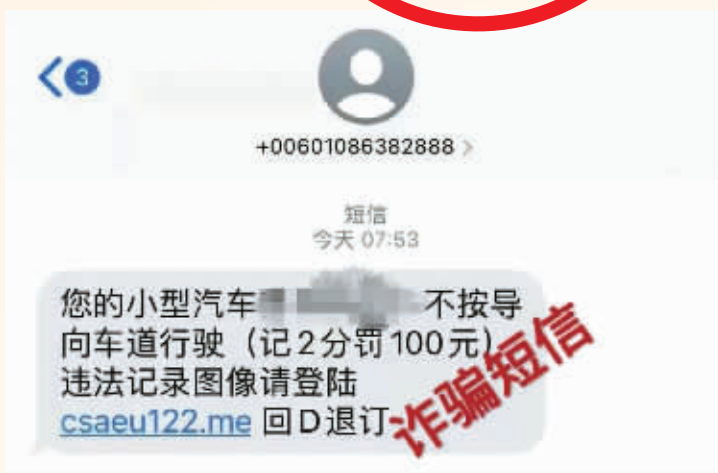 3
+00601086382888 >
短信
今天 07:53
您的小型汽车 不按导
向车道行驶（记2分罚100元），
违法记录图像请登陆
csaeu122.me 回D退订
诈骗短信